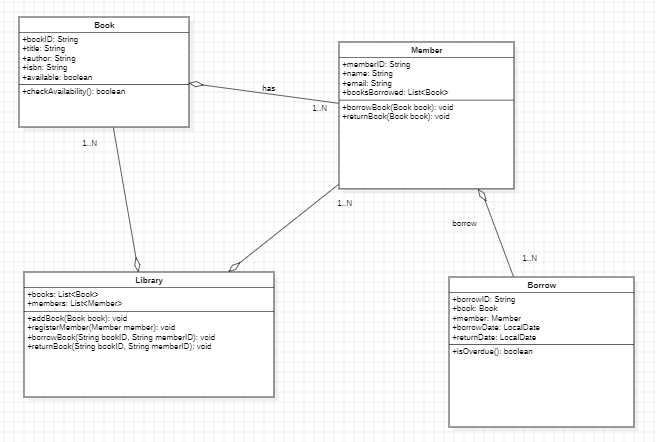 Book
+bookID: String
+title: String
+author: String
+isbn: String
+available: boolean
+checkAvailability(): boolean
has
1..N
Member
+memberID: String
+name: String
+email: String
+booksBorrowed: List<Book>
+borrowBook(Book book): void
+returnBook(Book book): void
1..N
1..N
borrow
1..N
Library
+books: List<Book>
+members: List<Member>
+addBook(Book book): void
+registerMember(Member member): void
+borrowBook(String bookID, String memberID): void
+returnBook(String bookID, String memberID): void
Borrow
+borrowID: String
+book: Book
+member: Member
+borrowDate: LocalDate
+returnDate: LocalDate
+isOverdue(): boolean